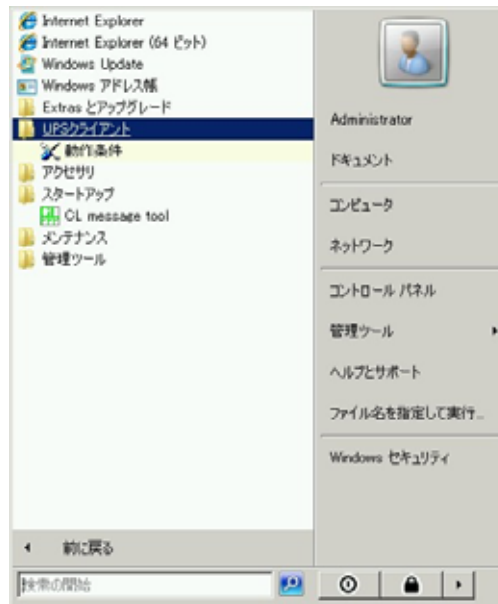 Internet Explorer
Internet Explorer (64 ビット)
Windows Update
Windows アドレス帳
Extras とアップグレード
UPSクライアント
動作条件
アクセサリ
スタートアップ
CL message tool
メンテナンス
管理ツール
前に戻る
検索の開始
Administrator
ドキュメント
コンピュータ
ネットワーク
コントロール パネル
管理ツール
ヘルプとサポート
ファイル名を指定して実行...
Windows セキュリティ